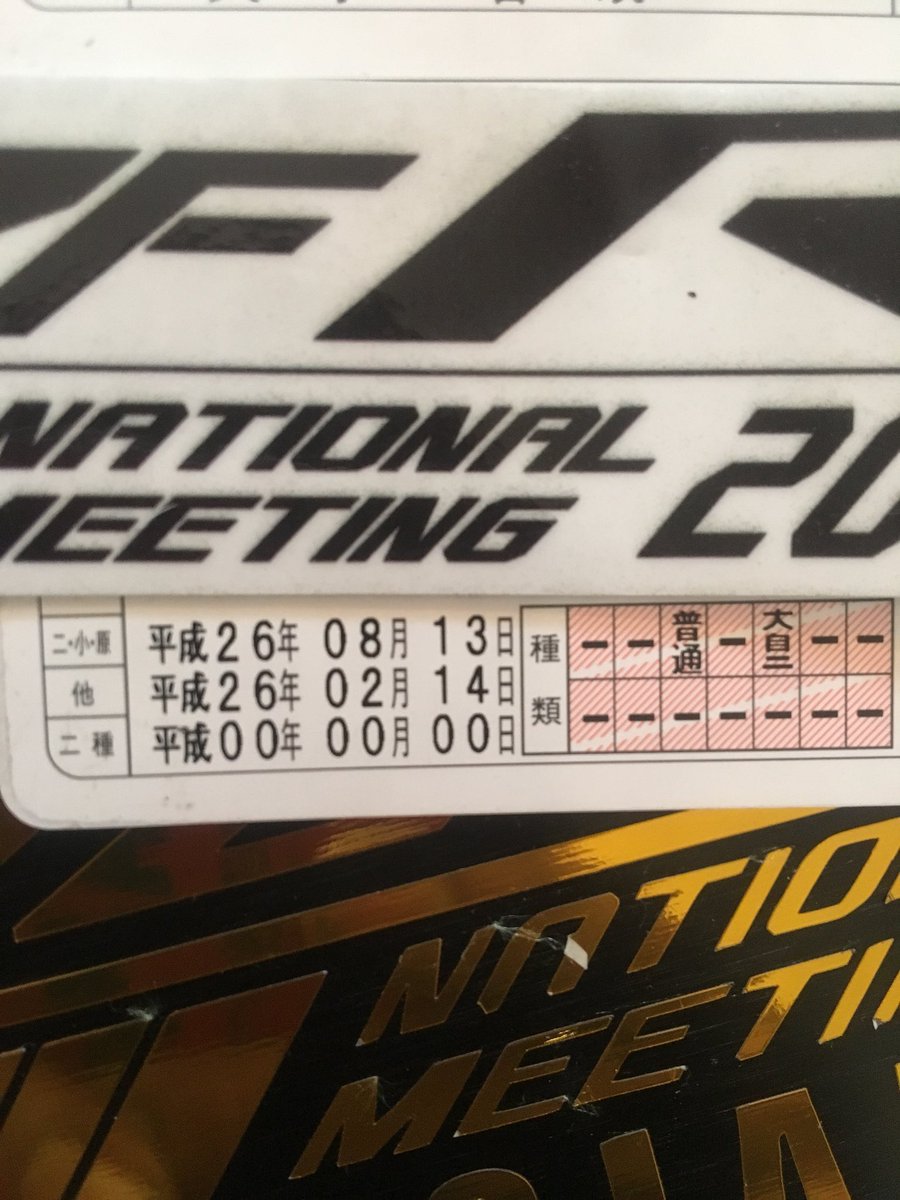 NATIONAL
MEETING 20
二・小・原 平成26年 08月 13日
他 平成26年 02月 14日
二種 平成00年 00月 00日
種類
— — 普通 — 大自二 — —
— — — — — — —
NATIO
MEETI